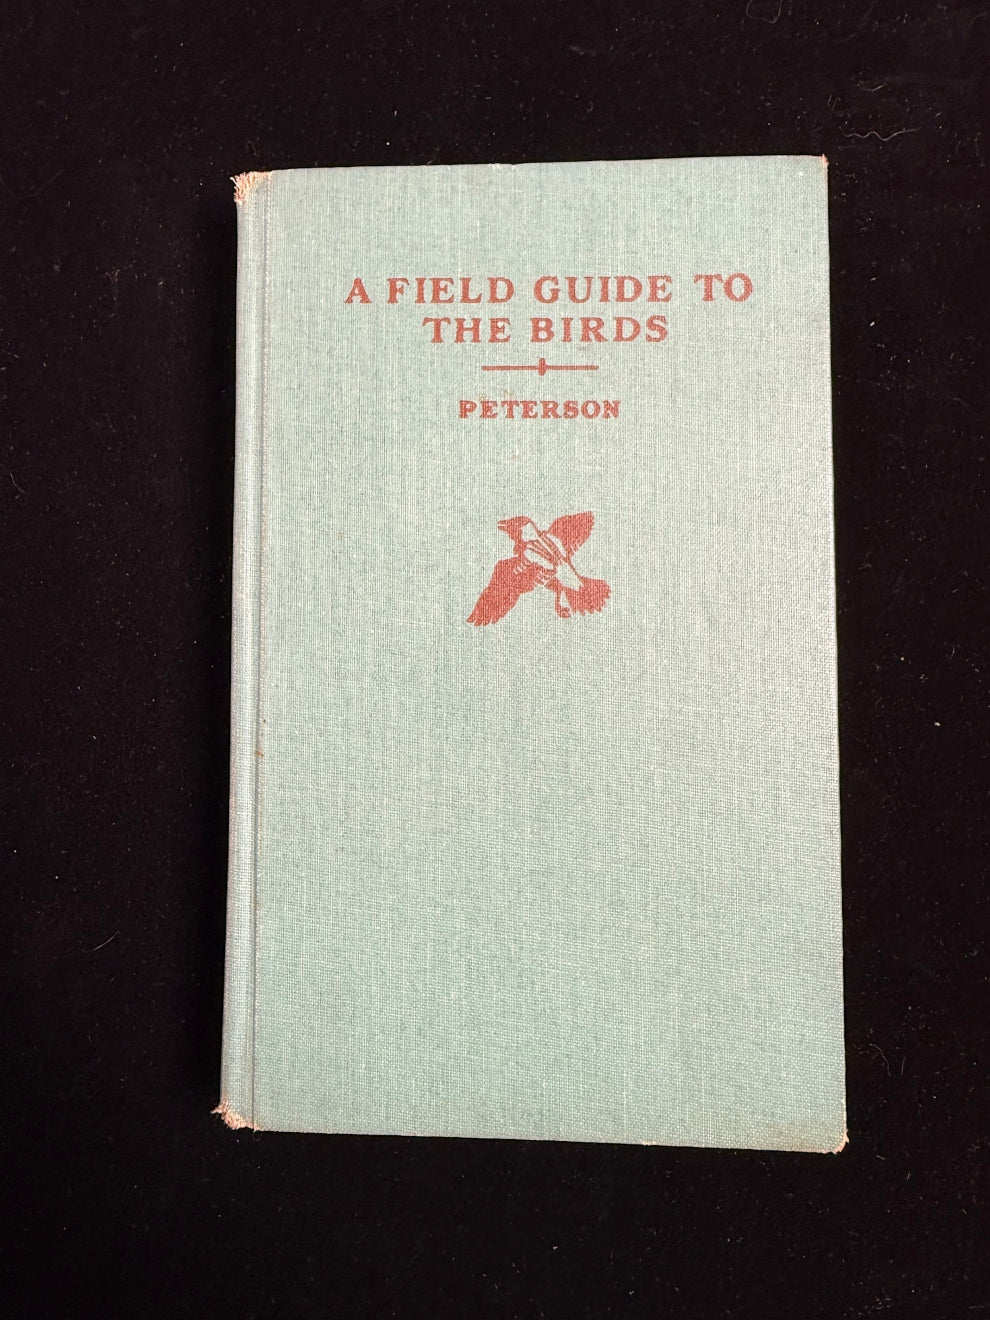 A FIELD GUIDE TO
THE BIRDS
PETERSON